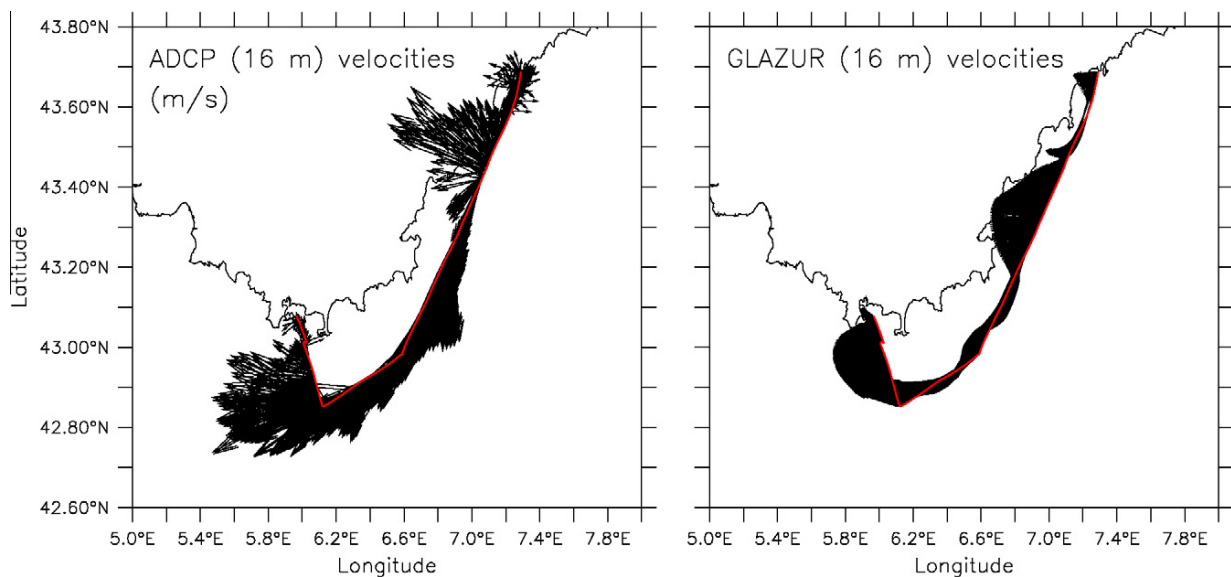 ADCP (16 m) velocities
(m/s)
43.80°N
43.60°N
43.40°N
43.20°N
43.00°N
42.80°N
42.60°N
Latitude
5.0°E 5.4°E 5.8°E 6.2°E 6.6°E 7.0°E 7.4°E 7.8°E
Longitude
GLAZUR (16 m) velocities
5.0°E 5.4°E 5.8°E 6.2°E 6.6°E 7.0°E 7.4°E 7.8°E
Longitude